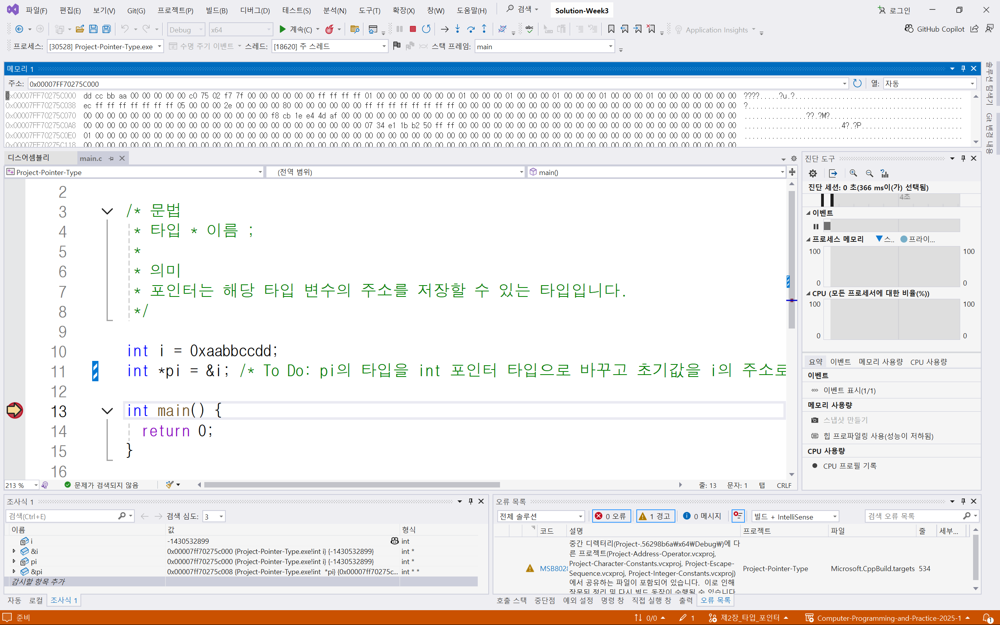 파일(F) 편집(E) 보기(V) Git(G) 프로젝트(P) 빌드(B) 디버그(D) 테스트(S) 분석(N) 도구(T) 확장(X) 창(W) 도움말(H) 검색 Solution-Week3 로그인
Debug x64 계속(C) Application Insights GitHub Copilot
프로세스: [30528] Project-Pointer-Type.exe 수명 주기 이벤트 스레드: [18620] 주 스레드 스택 프레임: main
메모리 1
주소: 0x00007FF70275C000 열: 자동
0x00007FF70275C000 dd cc bb aa 00 00 00 00 00 c0 75 02 f7 7f 00 00 00 00 00 00 ff ff ff ff 01 00 00 00 00 00 00 00 01 00 00 00 01 00 00 00 01 00 00 00 01 00 00 00 01 00 00 00 00 00 00 00 ????.....?u.?
0x00007FF70275C038 ec ff ff ff ff ff ff ff 05 00 00 00 2e 00 00 00 00 80 00 00 00 00 00 00 ff ff ff ff ff ff ff ff 00 00 00 00 00 00 00 00 00 00 00 00 00 00 00 00 00 00 00 00 00 00 00 00 ?
0x00007FF70275C070 00 00 00 00 00 00 00 00 00 00 00 00 00 00 00 00 f8 cb 1e e4 4d af 00 00 00 00 00 00 00 00 00 00 00 00 00 00 00 00 00 00 00 00 00 00 00 00 00 00 00 00 00 00 00 00 00 00 ??.?M?
0x00007FF70275C0A8 00 00 00 00 00 00 00 00 00 00 00 00 00 00 00 00 00 00 00 00 00 00 00 00 07 34 e1 1b b2 50 ff ff 00 00 00 00 00 00 00 00 00 00 00 00 00 00 00 00 00 00 00 00 00 00 00 00 .4?.?P
0x00007FF70275C0E0 01 00 00 00 00 00 00 00 00 00 00 00 00 00 00 00 00 00 00 00 00 00 00 00 00 00 00 00 00 00 00 00 00 00 00 00 00 00 00 00 00 00 00 00 00 00 00 00 00 00 00 00 00 00 00 00
0x00007FF70275C118 00 00 00 00 00 00 00 00 00 00 00 00 00 00 00 00 00 00 00 00 00 00 00 00 00 00 00 00 00 00 00 00 00 00 00 00 00 00 00 00 00 00 00 00 00 00 00 00 00 00 00 00 00 00 00 00
솔루션 탐색기
Git 변경 내용
디스어셈블리 main.c
Project-Pointer-Type (전역 범위) main()
2
3 /* 문법
4 * 타입 * 이름 ;
5 *
6 * 의미
7 * 포인터는 해당 타입 변수의 주소를 저장할 수 있는 타입입니다.
8 */
9
10 int i = 0xaabbccdd;
11 int *pi = &i; /* To Do: pi의 타입을 int 포인터 타입으로 바꾸고 초기값을 i의 주소로
12
13 int main() {
14 return 0;
15 }
16
213 % 문제가 검색되지 않음 줄: 13 문자: 1 탭 CRLF
진단 도구
진단 세션: 0 초(366 ms이(가) 선택됨)
4초
이벤트
프로세스 메모리 스.. 프라이...
100 100
0 0
CPU (모든 프로세서에 대한 비율(%))
100 100
0 0
요약 이벤트 메모리 사용량 CPU 사용량
이벤트
이벤트 표시(1/1)
메모리 사용량
스냅샷 만들기
힙 프로파일링 사용(성능이 저하됨)
CPU 사용량
CPU 프로필 기록
조사식 1
검색(Ctrl+E) 검색 심도: 3
이름 값 형식
i -1430532899 int
&i 0x00007ff70275c000 {Project-Pointer-Type.exe!int i} {-1430532899} int *
pi 0x00007ff70275c000 {Project-Pointer-Type.exe!int i} {-1430532899} int *
&pi 0x00007ff70275c008 {Project-Pointer-Type.exe!int *pi} {0x00007ff70275c... int * *
감시할 항목 추가
자동 로컬 조사식 1
오류 목록
전체 솔루션 0 오류 1 경고 0 메시지 빌드 + IntelliSense 검색 오류 목록
코드 설명 프로젝트 파일 줄 세부...
중간 디렉터리(Project-.56298b6a₩x64₩Debug₩)에 다
른 프로젝트(Project-Address-Operator.vcxproj,
Project-Character-Constants.vcxproj, Project-Escape-
MSB802 Sequence.vcxproj, Project-Integer-Constants.vcxproj) Project-Pointer-Type Microsoft.CppBuild.targets 534
에서 공유하는 파일이 포함되어 있습니다. 이로 인해
잘못된 정리 및 다시 빌드 동작이 수행될 수 있습니다
호출 스택 중단점 예외 설정 명령 창 직접 실행 창 출력 오류 목록
준비 0/0 1 제2장_타입_포인터 Computer-Programming-and-Practice-2025-1 1